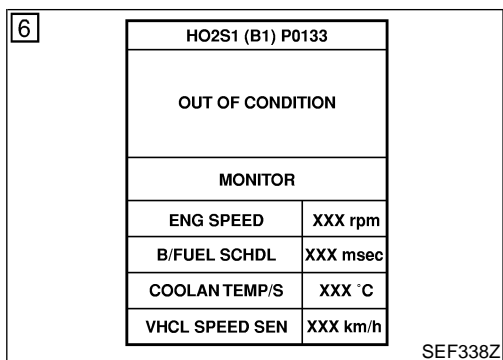 6
HO2S1 (B1) P0133
OUT OF CONDITION
MONITOR
ENG SPEED XXX rpm
B/FUEL SCHDL XXX msec
COOLAN TEMP/S XXX °C
VHCL SPEED SEN XXX km/h
SEF338Z